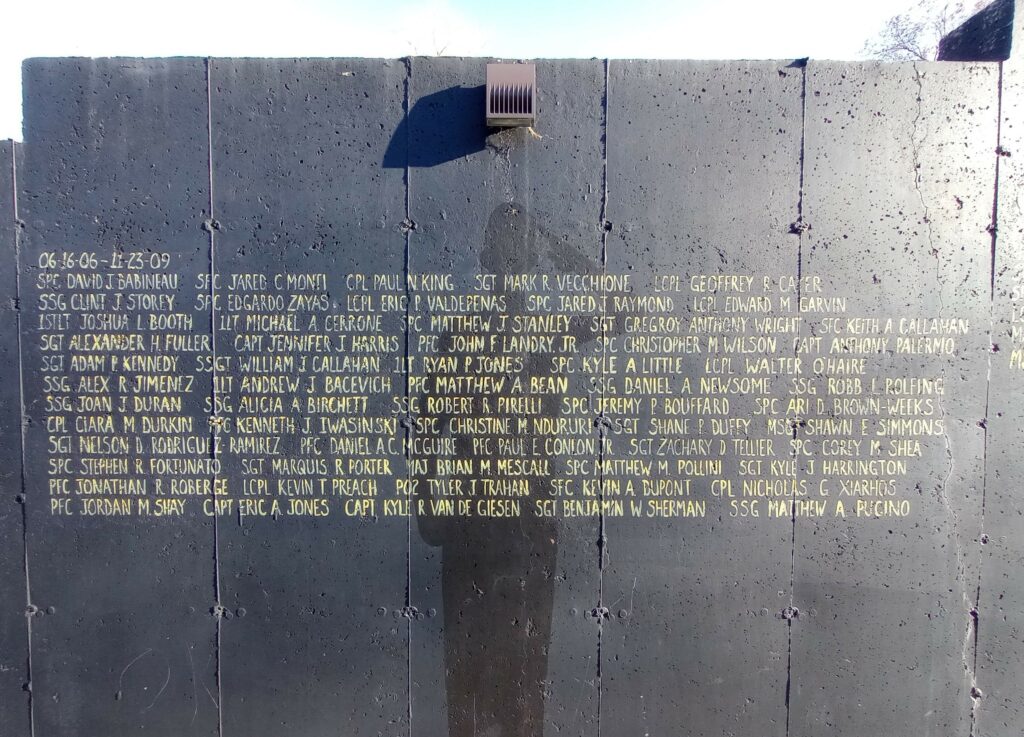 06-16-06 - 11-23-09
SPC DAVID J. BABINEAU SFC JARED C MONTI CPL PAUL N KING SGT MARK R. VECCHIONE LCPL GEOFFREY R. CAYER
SSG CLINT J. STOREY SPC EDGARDO ZAYAS LCPL ERIC P. VALDEPENAS SPC JARED J RAYMOND LCPL EDWARD M. GARVIN
1STLT JOSHUA L BOOTH 1LT MICHAEL A CERRONE SPC MATTHEW J STANLEY SGT GREGROY ANTHONY WRIGHT SFC KEITH A CALLAHAN
SGT ALEXANDER H. FULLER CAPT JENNIFER J HARRIS PFC JOHN F LANDRY, JR SPC CHRISTOPHER M WILSON CAPT ANTHONY PALERMO
SGT ADAM P KENNEDY SSGT WILLIAM J CALLAHAN 1LT RYAN P JONES SPC KYLE A LITTLE LCPL WALTER O'HAIRE
SSG ALEX R JIMENEZ 1LT ANDREW J BACEVICH PFC MATTHEW A BEAN SSG DANIEL A NEWSOME SSG ROBB L ROLFING
SSG JOAN J DURAN SSG ALICIA A BIRCHETT SSG ROBERT R PIRELLI SPC JEREMY P BOUFFARD SPC ARI D. BROWN-WEEKS
CPL CIARA M DURKIN SPC KENNETH J IWASINSKI SPC CHRISTINE M NDURURI SGT SHANE P DUFFY MSG SHAWN E SIMMONS
SGT NELSON D. RODRIGUEZ RAMIREZ PFC DANIEL A.C. MCGUIRE PFC PAUL E CONLON JR SGT ZACHARY D TELLIER SPC COREY M SHEA
SPC STEPHEN R FORTUNATO SGT MARQUIS R PORTER MAJ BRIAN M. MESCALL SPC MATTHEW M. POLLINI SGT KYLE J HARRINGTON
PFC JONATHAN R. ROBERGE LCPL KEVIN T PREACH PO2 TYLER J TRAHAN SFC KEVIN A. DUPONT CPL NICHOLAS G XIARHOS
PFC JORDAN M SHAY CAPT ERIC A. JONES CAPT KYLE R VAN DE GIESEN SGT BENJAMIN W SHERMAN SSG MATTHEW A PUCINO